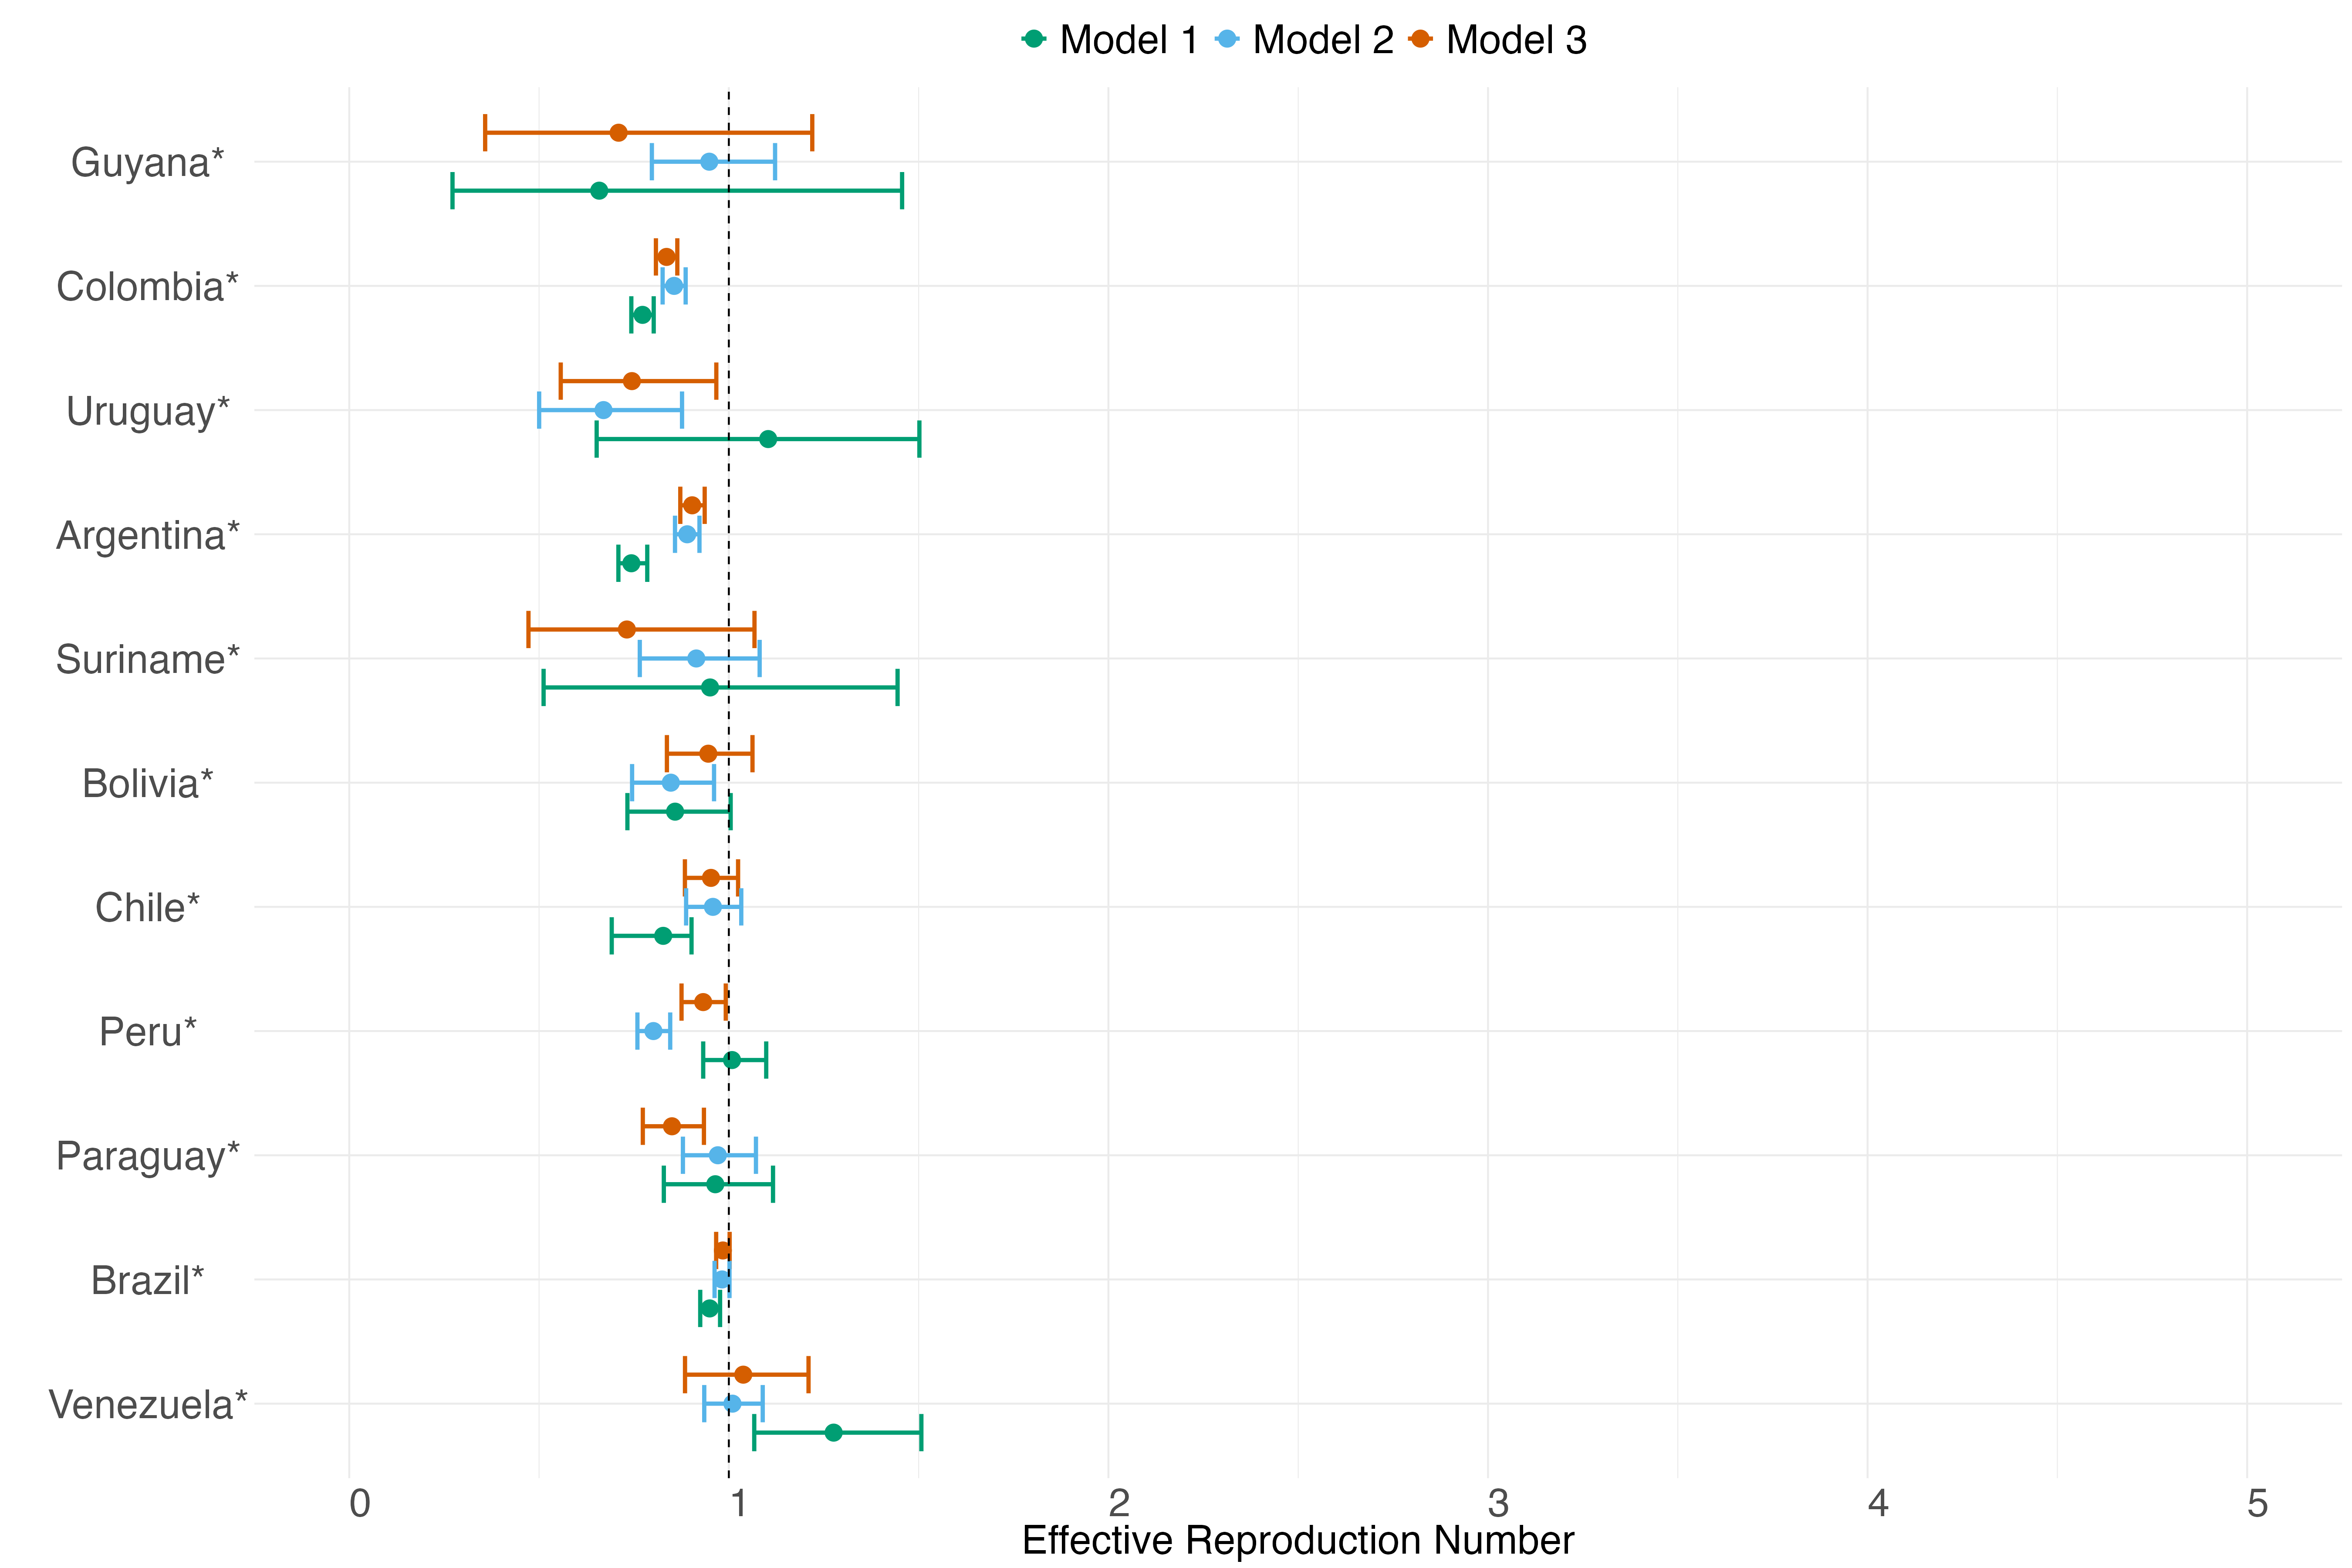 Model 1 Model 2 Model 3
Guyana*
Colombia*
Uruguay*
Argentina*
Suriname*
Bolivia*
Chile*
Peru*
Paraguay*
Brazil*
Venezuela*
0 1 2 3 4 5
Effective Reproduction Number